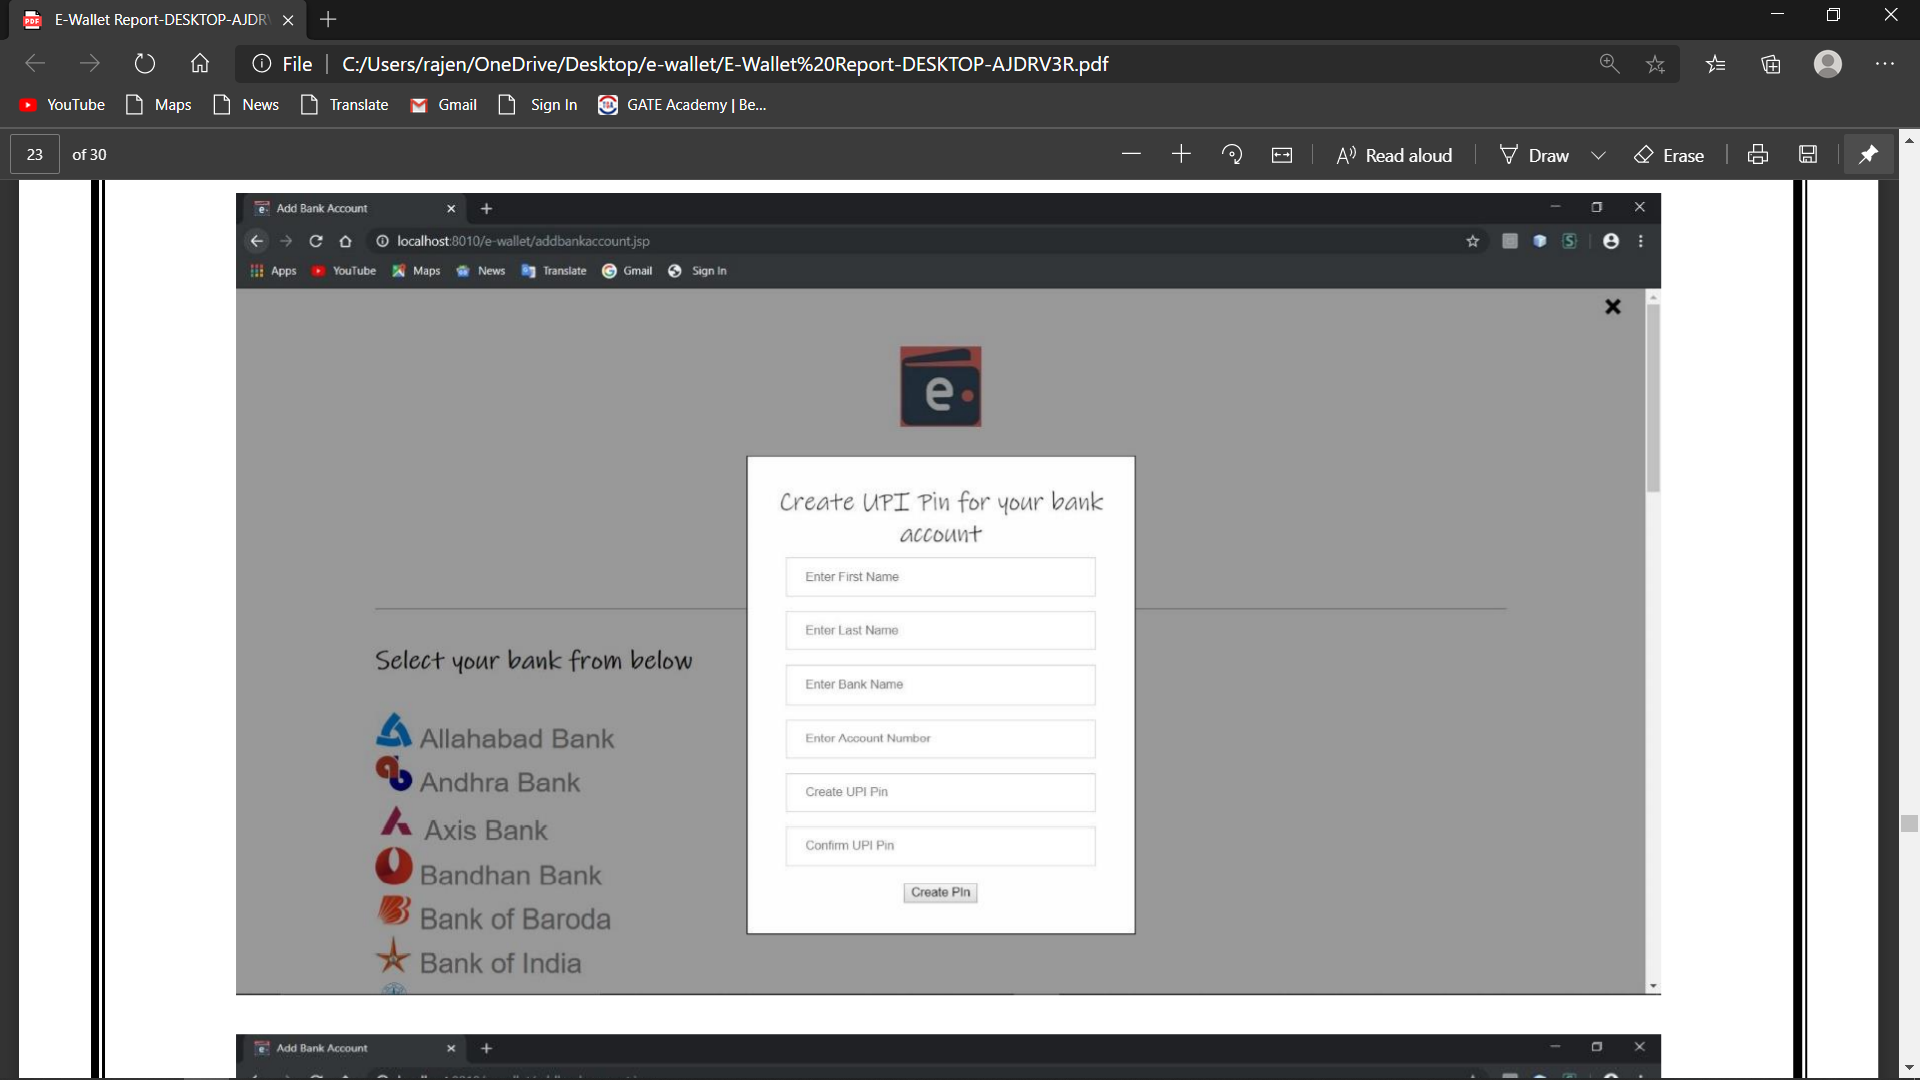 E-Wallet Report-DESKTOP-AJDR
File C:/Users/rajen/OneDrive/Desktop/e-wallet/E-Wallet%20Report-DESKTOP-AJDRV3R.pdf
YouTube Maps News Translate Gmail Sign In GATE Academy | Be...
23 of 30 Read aloud Draw Erase
Add Bank Account
localhost:8010/e-wallet/addbankaccount.jsp
Apps YouTube Maps News Translate Gmail Sign In
e
Create UPI Pin for your bank
account
Enter First Name
Enter Last Name
Enter Bank Name
Enter Account Number
Create UPI Pin
Confirm UPI Pin
Create Pin
Select your bank from below
Allahabad Bank
Andhra Bank
Axis Bank
Bandhan Bank
Bank of Baroda
Bank of India
Add Bank Account